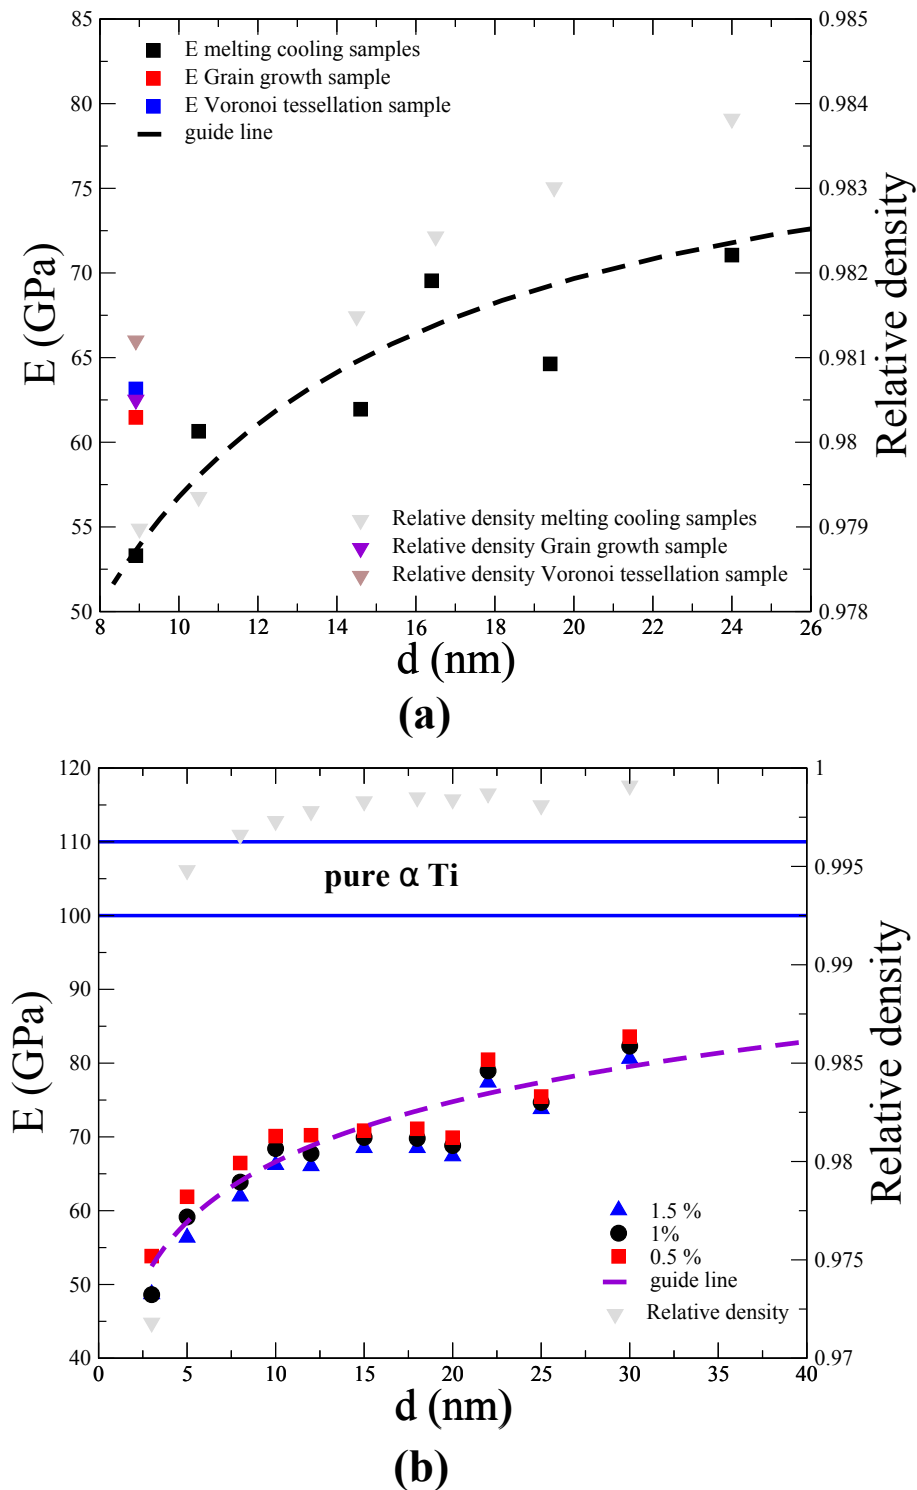 85
80
75
70
65
60
55
50
E (GPa)
E melting cooling samples
E Grain growth sample
E Voronoi tessellation sample
guide line
Relative density melting cooling samples
Relative density Grain growth sample
Relative density Voronoi tessellation sample
0.985
0.984
0.983
0.982
0.981
0.98
0.979
0.978
Relative density
8 10 12 14 16 18 20 22 24 26
d (nm)
(a)
120
110
100
90
80
70
60
50
40
E (GPa)
pure α Ti
1.5 %
1%
0.5 %
guide line
Relative density
1
0.995
0.99
0.985
0.98
0.975
0.97
Relative density
0 5 10 15 20 25 30 35 40
d (nm)
(b)